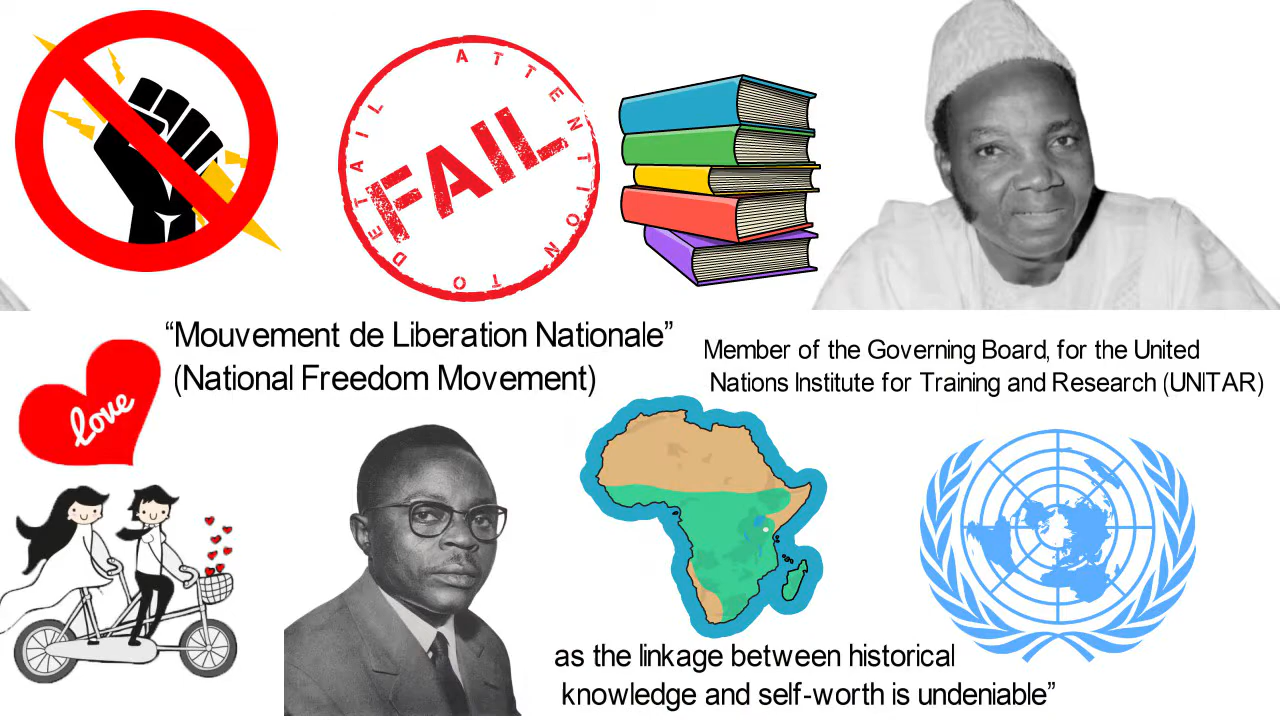 ATTENTION TO DETAIL
FAIL
“Mouvement de Liberation Nationale”
(National Freedom Movement)
Member of the Governing Board, for the United
Nations Institute for Training and Research (UNITAR)
love
as the linkage between historical
knowledge and self-worth is undeniable”